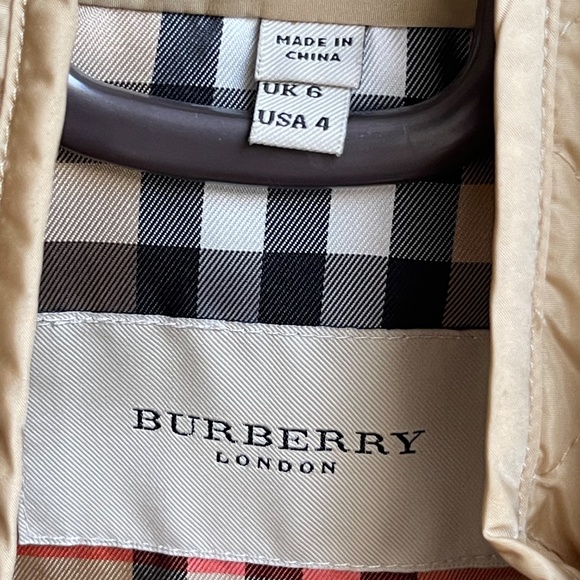 MADE IN
CHINA
UK 6
USA 4
BURBERRY
LONDON